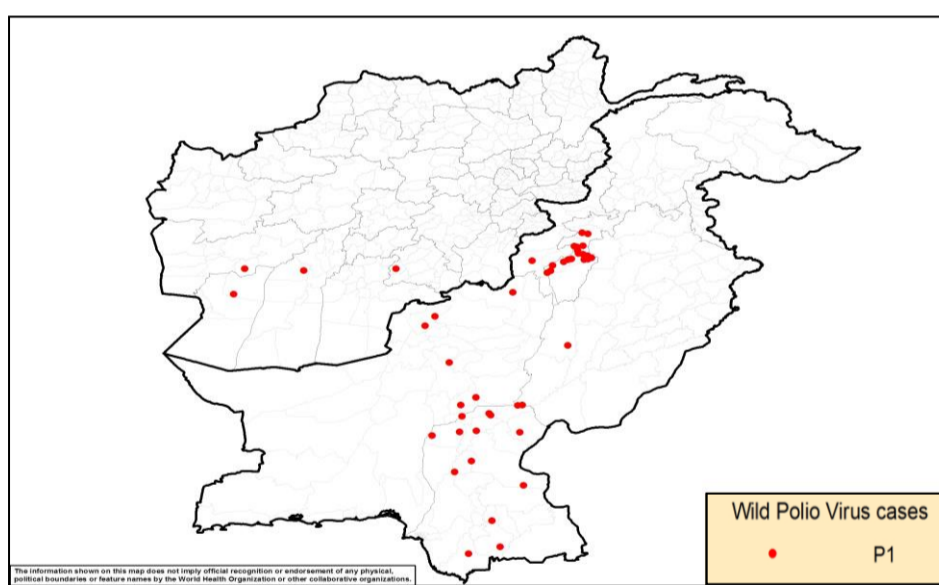 Wild Polio Virus cases
P1
The information shown on this map does not imply official recognition or endorsement of any physical,
political boundaries or feature names by the World Health Organization or other collaborative organizations.